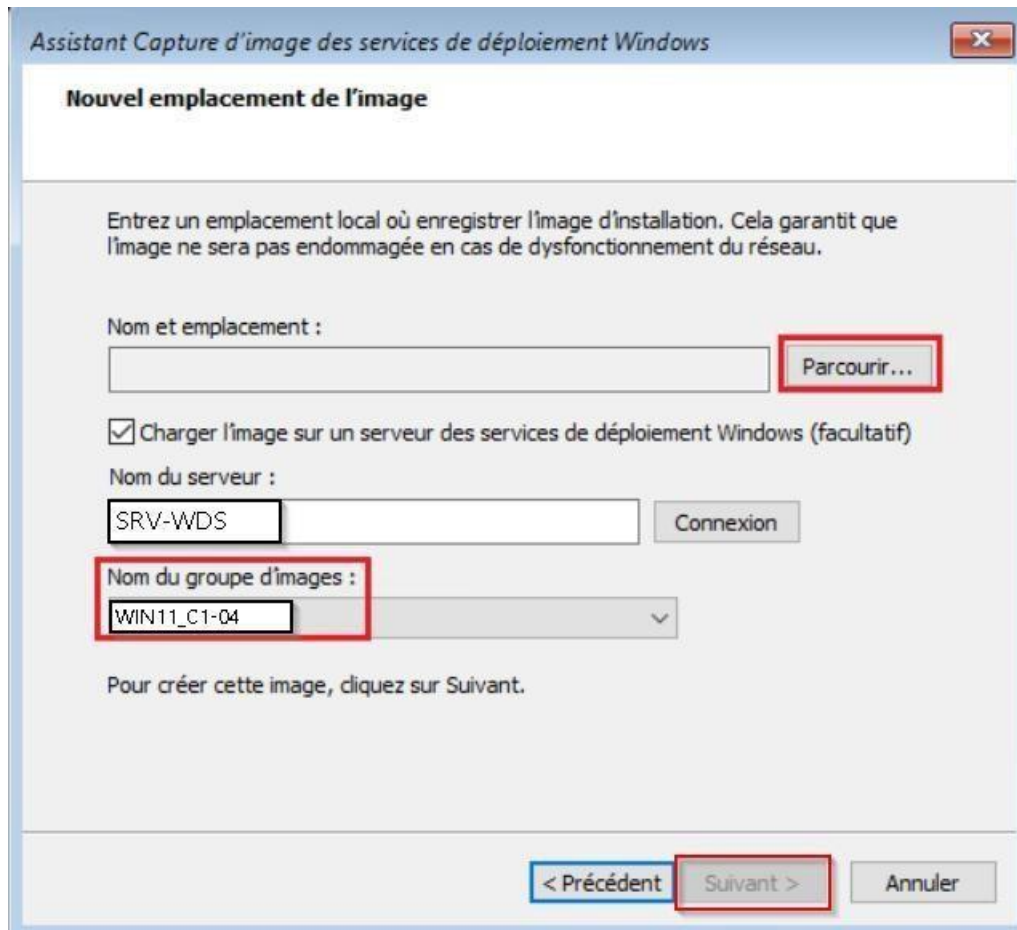 Assistant Capture d'image des services de déploiement Windows
Nouvel emplacement de l'image
Entrez un emplacement local où enregistrer l'image d'installation. Cela garantit que
l'image ne sera pas endommagée en cas de dysfonctionnement du réseau.
Nom et emplacement :
Parcourir...
Charger l'image sur un serveur des services de déploiement Windows (facultatif)
Nom du serveur :
SRV-WDS
Connexion
Nom du groupe d'images :
WIN11_C1-04
Pour créer cette image, cliquez sur Suivant.
< Précédent Suivant > Annuler